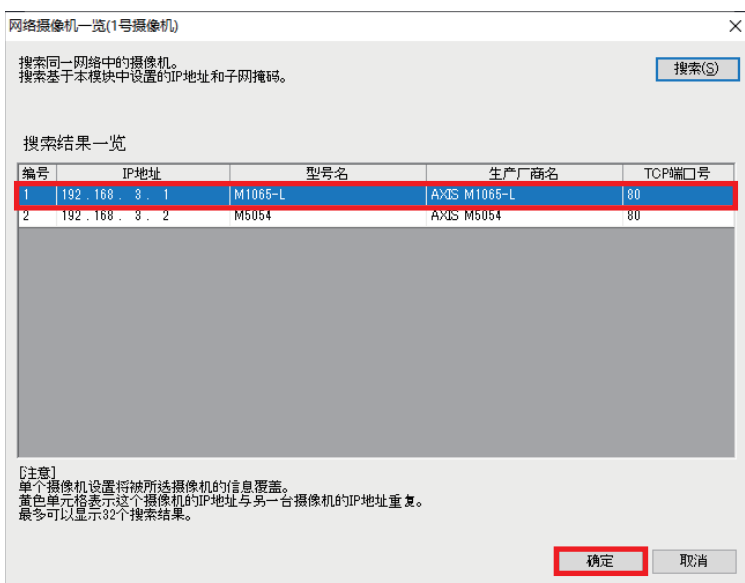 网络摄像机一览(1号摄像机)
搜索同一网络中的摄像机。
搜索基于本模块中设置的IP地址和子网掩码。
搜索(S)
搜索结果一览
编号 IP地址 型号名 生产厂商名 TCP端口号
1 192 . 168 . 3 . 1 M1065-L AXIS M1065-L 80
2 192 . 168 . 3 . 2 M5054 AXIS M5054 80
[注意]
单个摄像机设置将被所选摄像机的信息覆盖。
黄色单元格表示这个摄像机的IP地址与另一台摄像机的IP地址重复。
最多可以显示32个搜索结果。
确定 取消